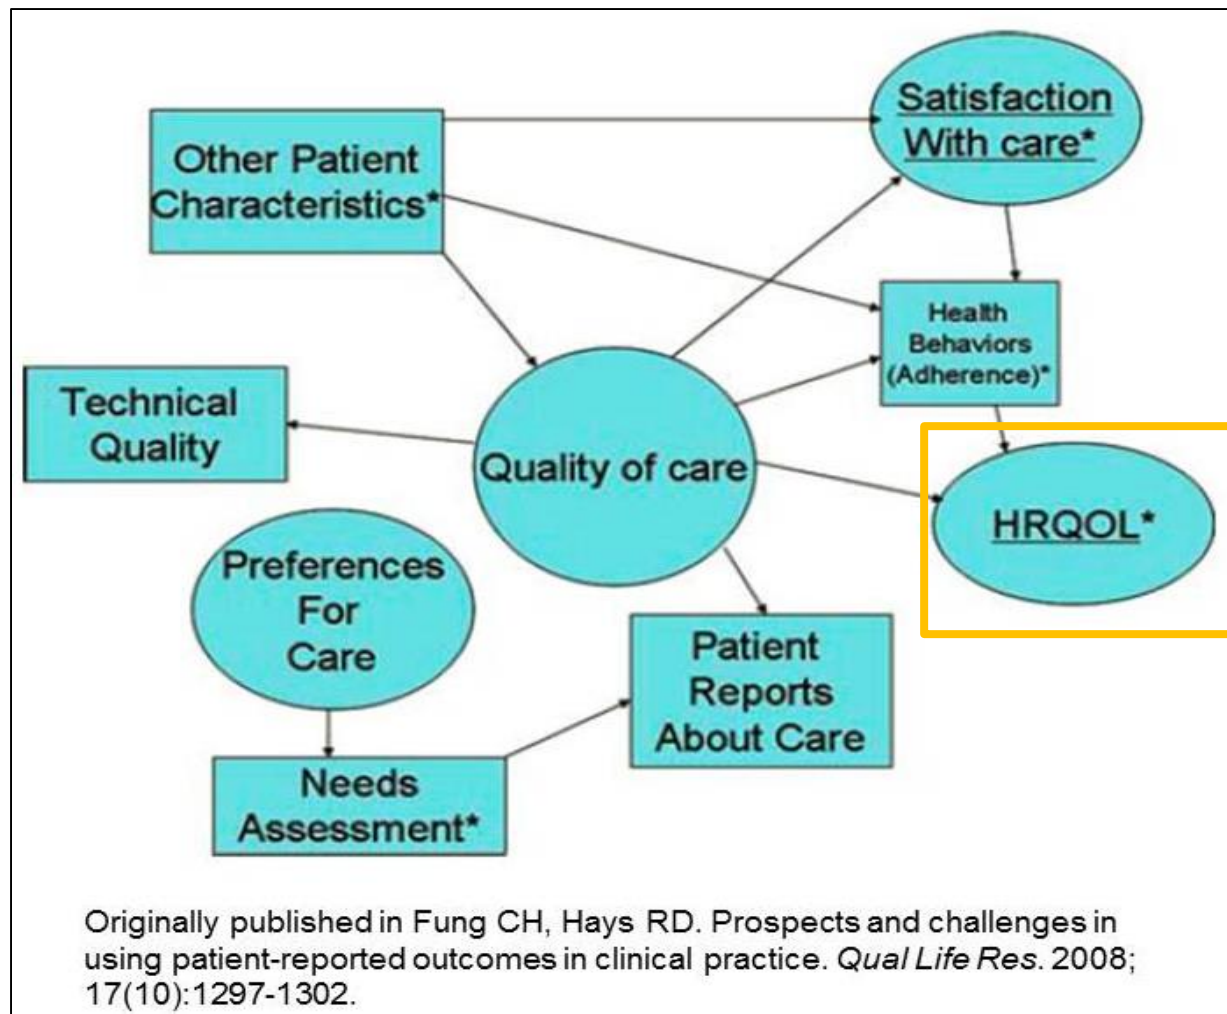 Satisfaction
With care*
Other Patient
Characteristics*
Health
Behaviors
(Adherence)*
Technical
Quality
Quality of care
HRQOL*
Preferences
For
Care
Patient
Reports
About Care
Needs
Assessment*
Originally published in Fung CH, Hays RD. Prospects and challenges in
using patient-reported outcomes in clinical practice. Qual Life Res. 2008;
17(10):1297-1302.